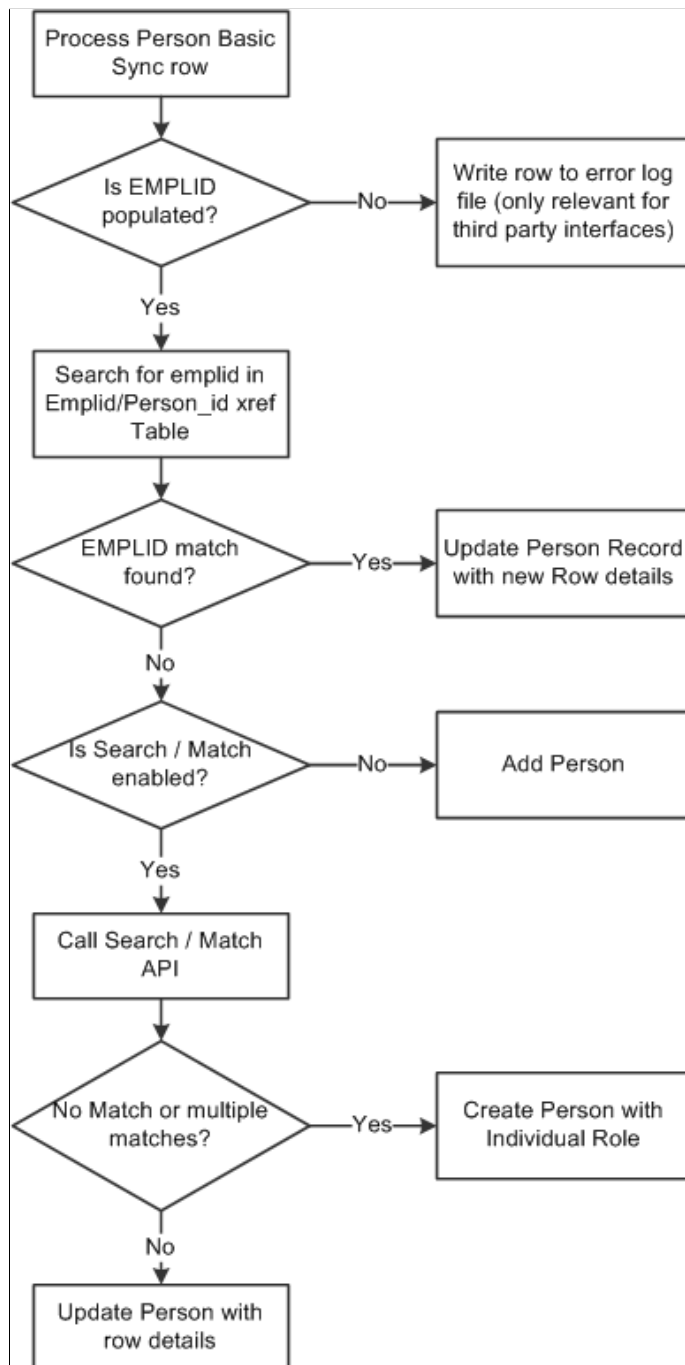 Process Person Basic
Sync row
Is EMPLID
populated?
No
Write row to error log
file (only relevant for
third party interfaces)
Yes
Search for emplid in
Emplid/Person_id xref
Table
EMPLID match
found?
Yes
Update Person Record
with new Row details
No
Is Search / Match
enabled?
No
Add Person
Yes
Call Search / Match
API
No Match or multiple
matches?
Yes
Create Person with
Individual Role
No
Update Person with
row details